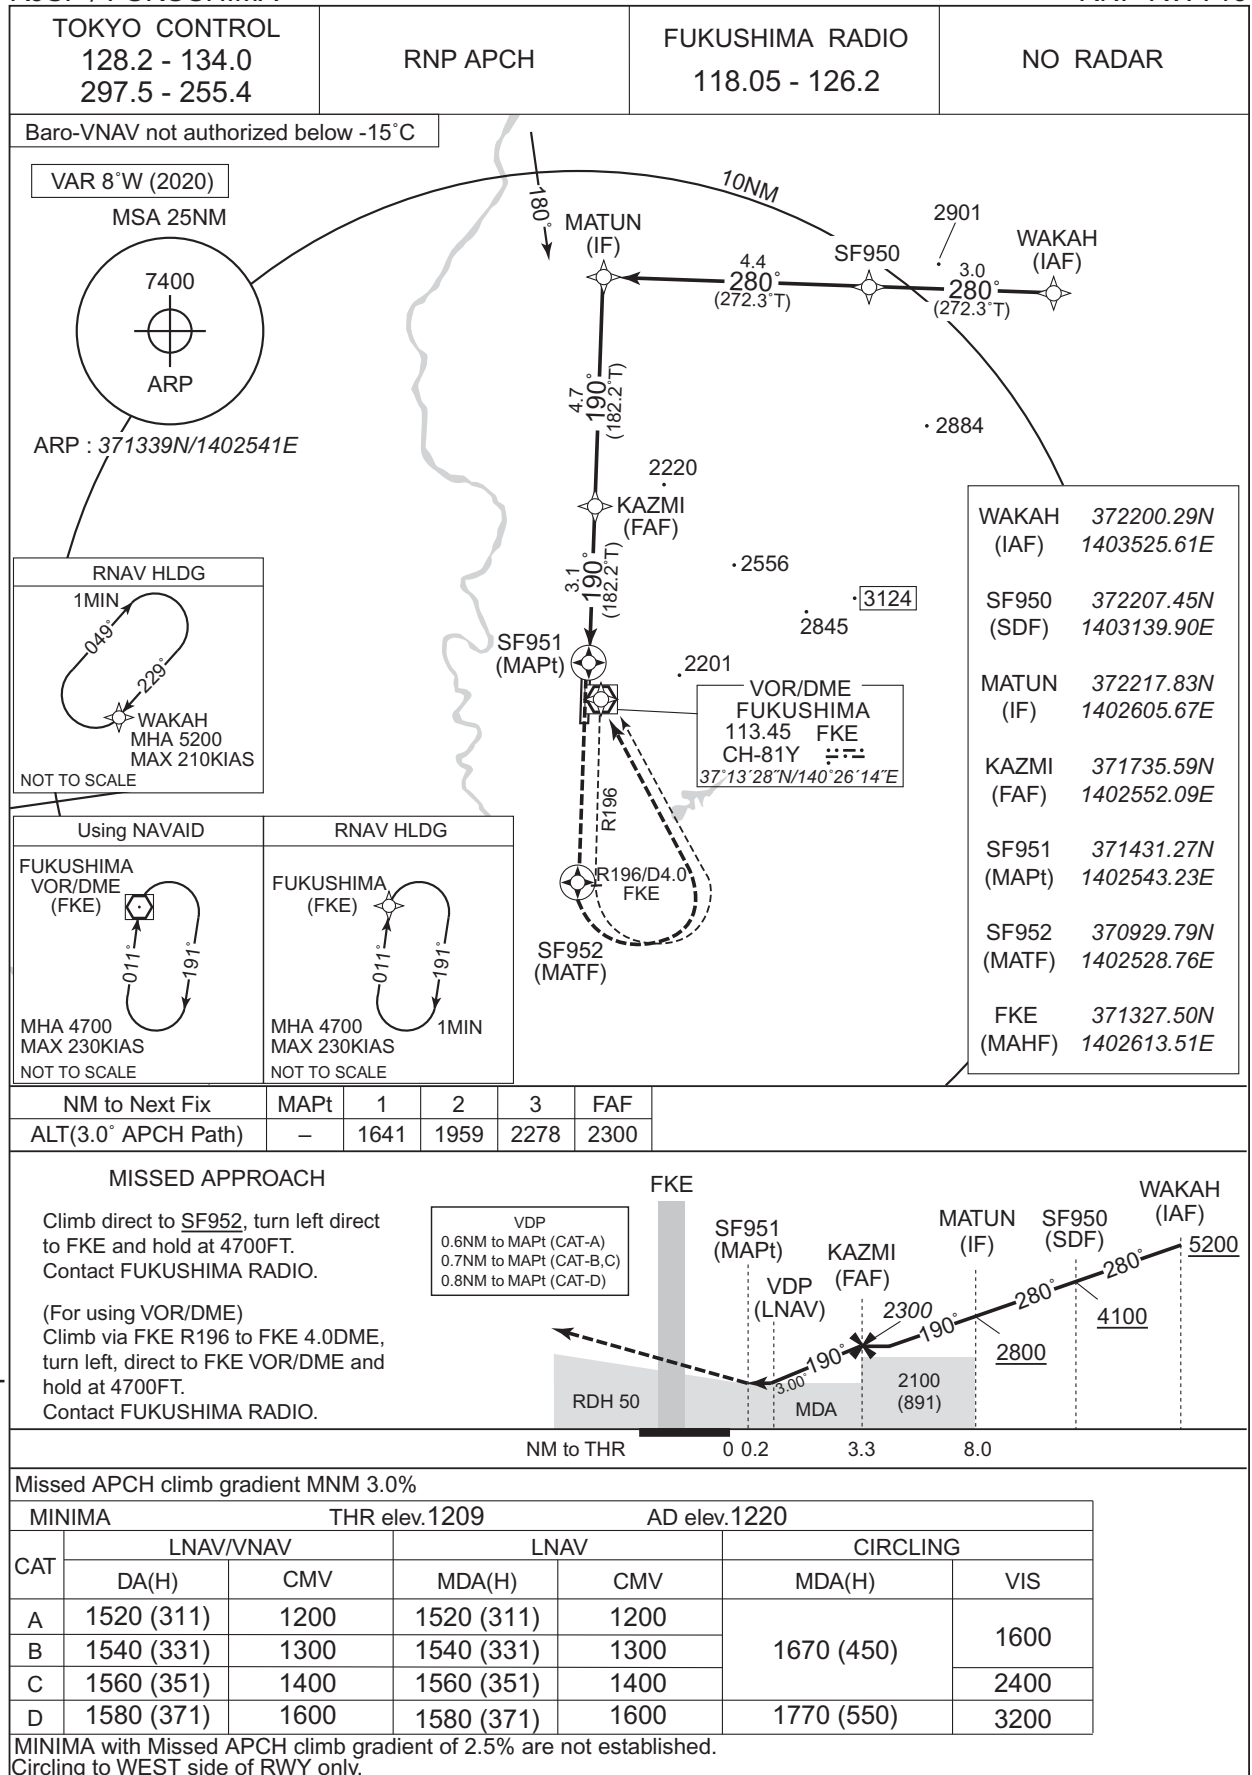 TOKYO CONTROL
128.2 - 134.0
297.5 - 255.4
RNP APCH
FUKUSHIMA RADIO
118.05 - 126.2
NO RADAR
Baro-VNAV not authorized below -15˚C
VAR 8˚W (2020)
MSA 25NM
7400
ARP
ARP : 371339N/1402541E
180˚
10NM
MATUN
(IF)
4.4
280˚
(272.3˚T)
SF950
2901
3.0
280˚
(272.3˚T)
WAKAH
(IAF)
4.7
190˚
(182.2˚T)
2884
2220
KAZMI
(FAF)
3.1
190˚
(182.2˚T)
2556
3124
2845
SF951
(MAPt)
2201
VOR/DME
FUKUSHIMA
113.45 FKE
CH-81Y
37˚13´28˝N/140˚26´14˝E
R196
R196/D4.0
FKE
SF952
(MATF)
RNAV HLDG
1MIN
049˚
229˚
WAKAH
MHA 5200
MAX 210KIAS
NOT TO SCALE
Using NAVAID
FUKUSHIMA
VOR/DME
(FKE)
011˚
191˚
MHA 4700
MAX 230KIAS
NOT TO SCALE
RNAV HLDG
FUKUSHIMA
(FKE)
011˚
191˚
MHA 4700 1MIN
MAX 230KIAS
NOT TO SCALE
WAKAH 372200.29N
(IAF) 1403525.61E
SF950 372207.45N
(SDF) 1403139.90E
MATUN 372217.83N
(IF) 1402605.67E
KAZMI 371735.59N
(FAF) 1402552.09E
SF951 371431.27N
(MAPt) 1402543.23E
SF952 370929.79N
(MATF) 1402528.76E
FKE 371327.50N
(MAHF) 1402613.51E
NM to Next Fix MAPt 1 2 3 FAF
ALT(3.0˚ APCH Path) – 1641 1959 2278 2300
MISSED APPROACH
Climb direct to SF952, turn left direct
to FKE and hold at 4700FT.
Contact FUKUSHIMA RADIO.
(For using VOR/DME)
Climb via FKE R196 to FKE 4.0DME,
turn left, direct to FKE VOR/DME and
hold at 4700FT.
Contact FUKUSHIMA RADIO.
VDP
0.6NM to MAPt (CAT-A)
0.7NM to MAPt (CAT-B,C)
0.8NM to MAPt (CAT-D)
FKE
SF951
(MAPt)
VDP
(LNAV)
KAZMI
(FAF)
MATUN
(IF)
SF950
(SDF)
WAKAH
(IAF)
5200
280˚
4100
280˚
2800
190˚
2300
190˚
3.00˚
RDH 50
MDA
2100
(891)
NM to THR 0 0.2 3.3 8.0
Missed APCH climb gradient MNM 3.0%
MINIMA THR elev.1209 AD elev.1220
CAT LNAV/VNAV LNAV CIRCLING
DA(H) CMV MDA(H) CMV MDA(H) VIS
A 1520 (311) 1200 1520 (311) 1200 1670 (450) 1600
B 1540 (331) 1300 1540 (331) 1300
C 1560 (351) 1400 1560 (351) 1400 2400
D 1580 (371) 1600 1580 (371) 1600 1770 (550) 3200
MINIMA with Missed APCH climb gradient of 2.5% are not established.
Circling to WEST side of RWY only.